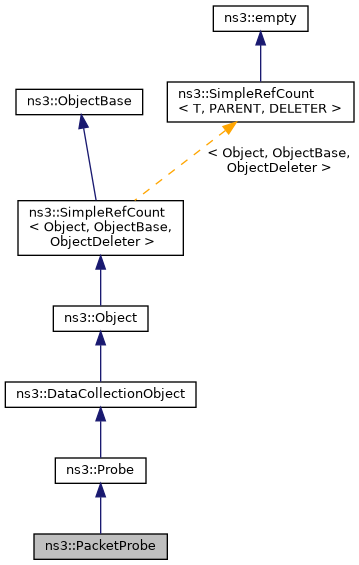 ns3::empty
ns3::SimpleRefCount
< T, PARENT, DELETER >
ns3::ObjectBase
< Object, ObjectBase,
ObjectDeleter >
ns3::SimpleRefCount
< Object, ObjectBase,
ObjectDeleter >
ns3::Object
ns3::DataCollectionObject
ns3::Probe
ns3::PacketProbe